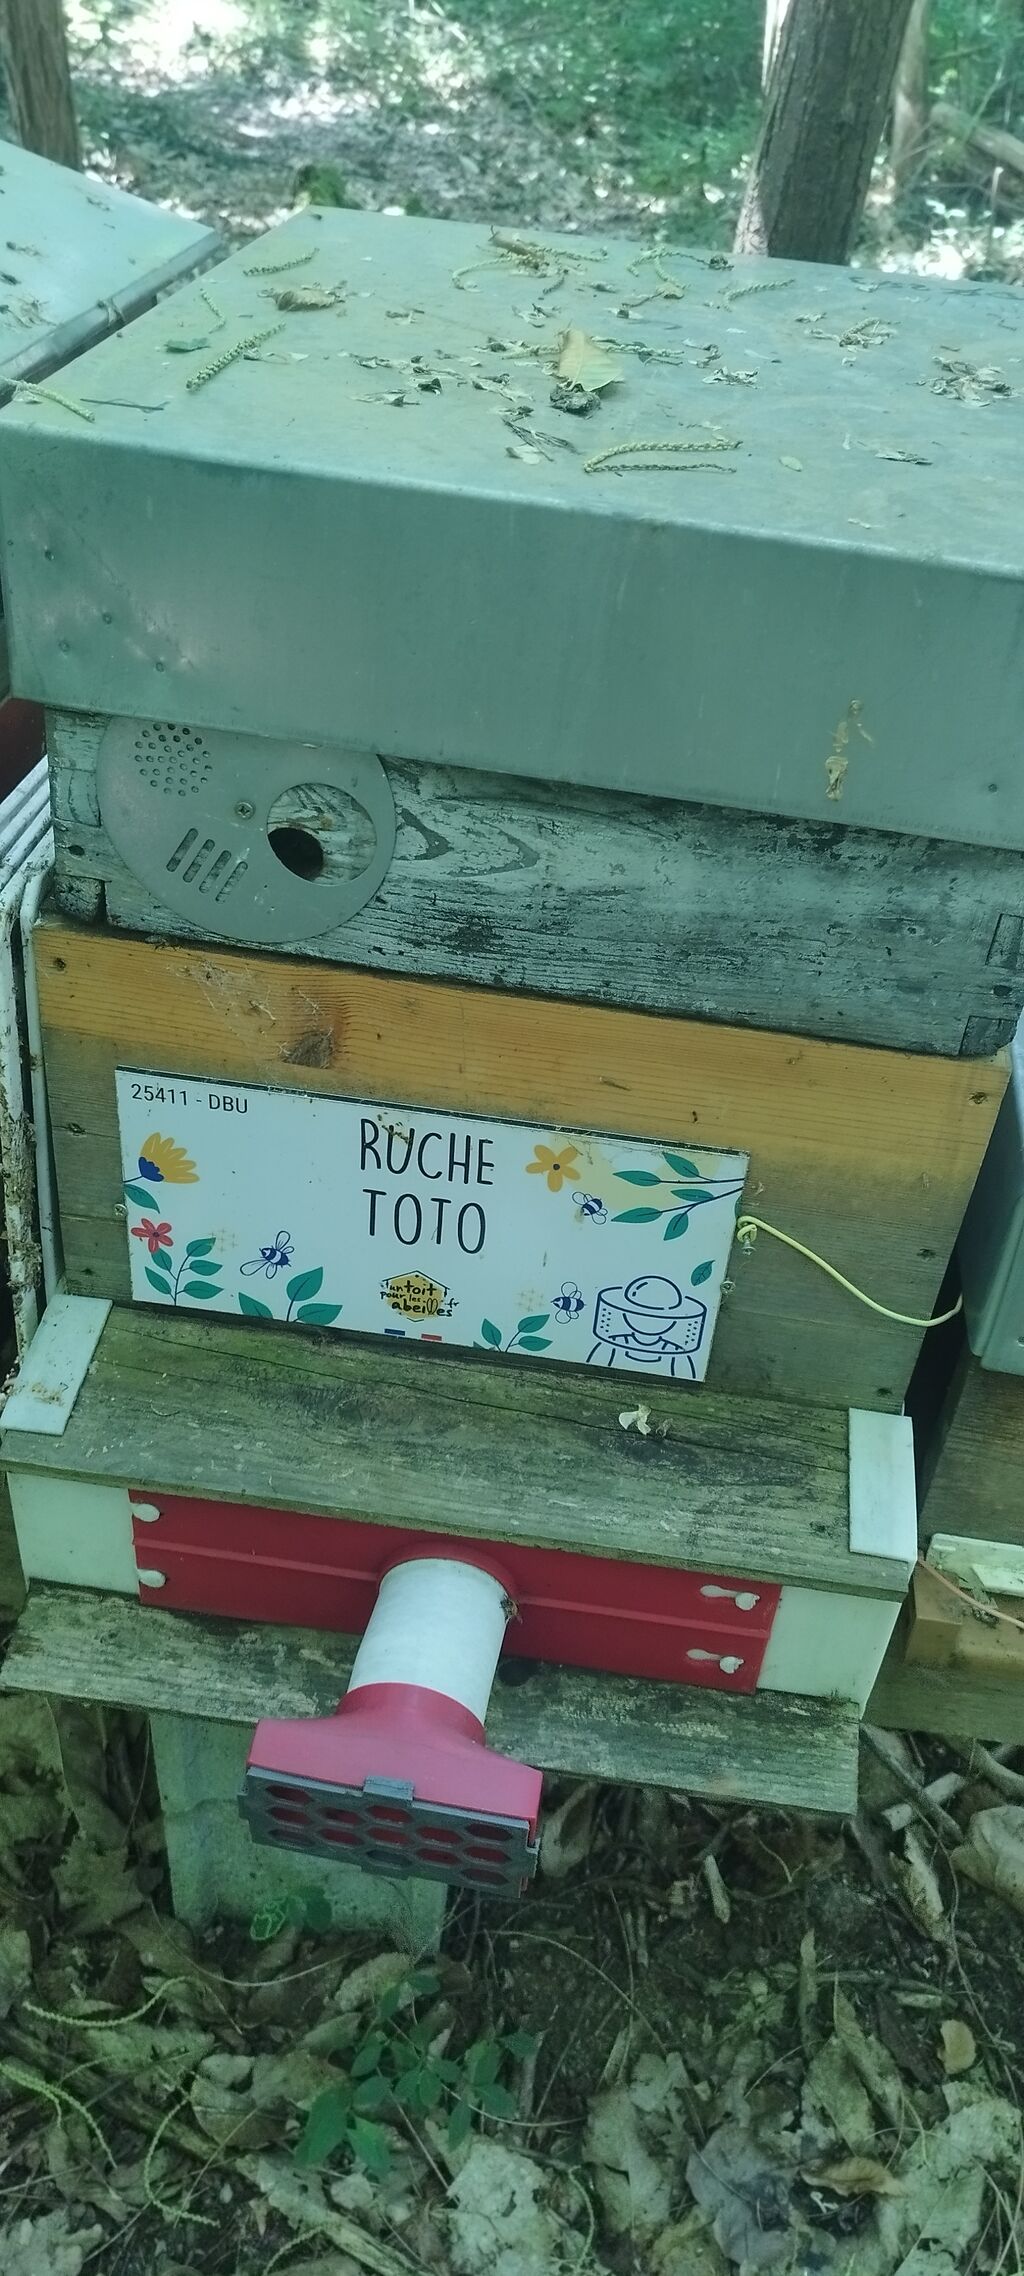 25411 - DBU
RUCHE
TOTO
un toit
pour les
abeilles.fr